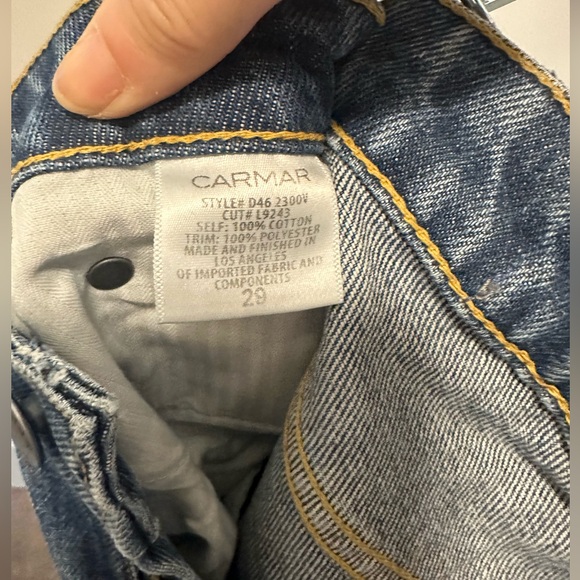 CARMAR
STYLE# D46 2300V
CUT# L9243
SELF: 100% COTTON
TRIM: 100% POLYESTER
MADE AND FINISHED IN
LOS ANGELES
OF IMPORTED FABRIC AND
COMPONENTS
29